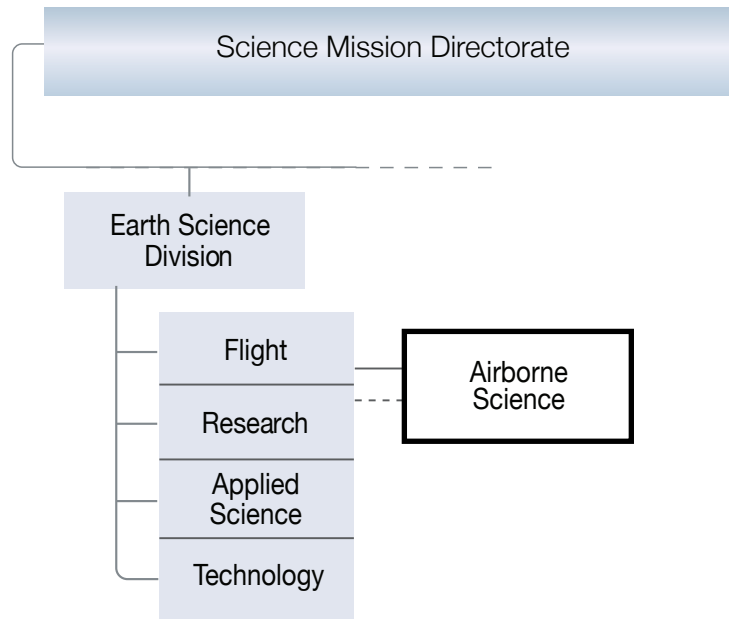 Science Mission Directorate
Earth Science
Division
Flight
Airborne
Science
Research
Applied
Science
Technology